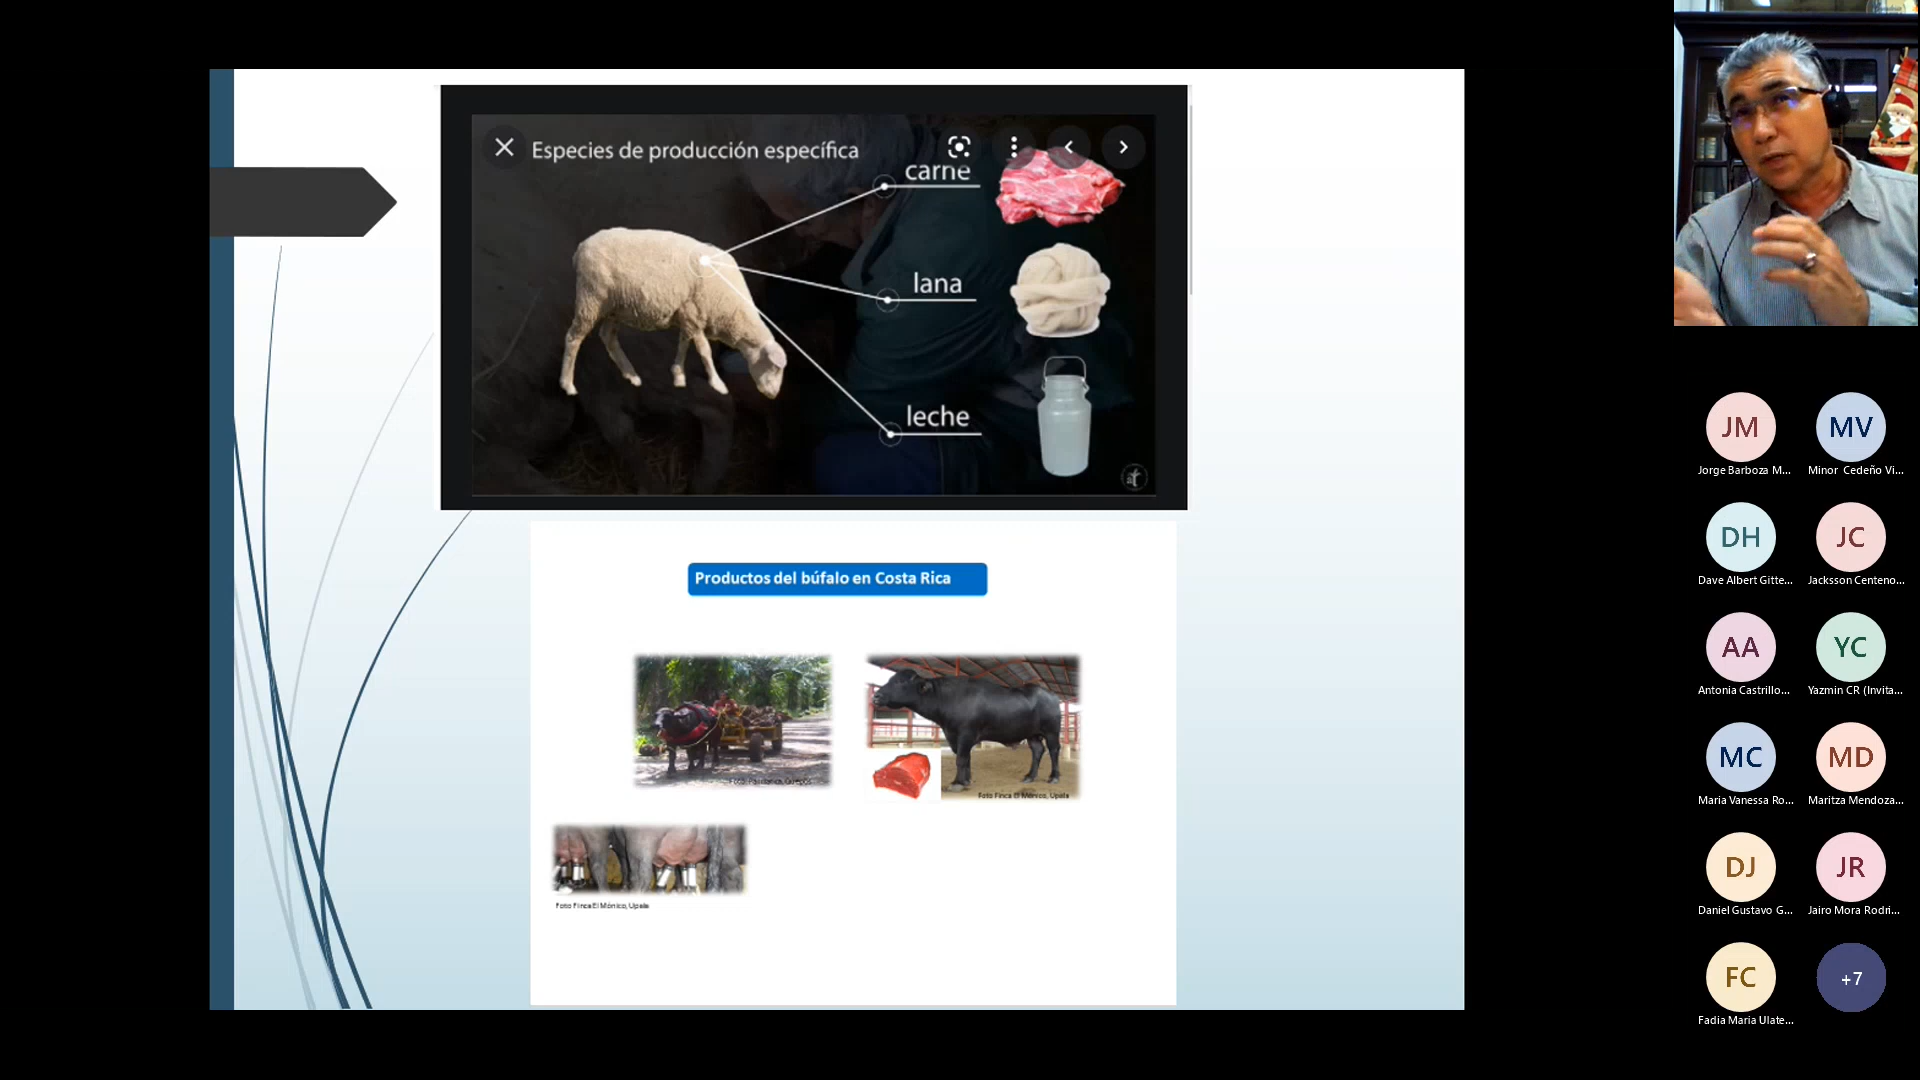 Especies de producción específica
carne
lana
leche
Productos del búfalo en Costa Rica
Foto Finca El Mónico, Upala
Foto Finca El Mónico, Upala
JM
MV
Jorge Barboza M...
Minor Cedeño Vi...
DH
JC
Dave Albert Gitte...
Jacksson Centeno...
AA
YC
Antonia Castrillo...
Yazmin CR (Invita...
MC
MD
Maria Vanessa Ro...
Maritza Mendoza...
DJ
JR
Daniel Gustavo G...
Jairo Mora Rodri...
FC
+7
Fadia Maria Ulate...